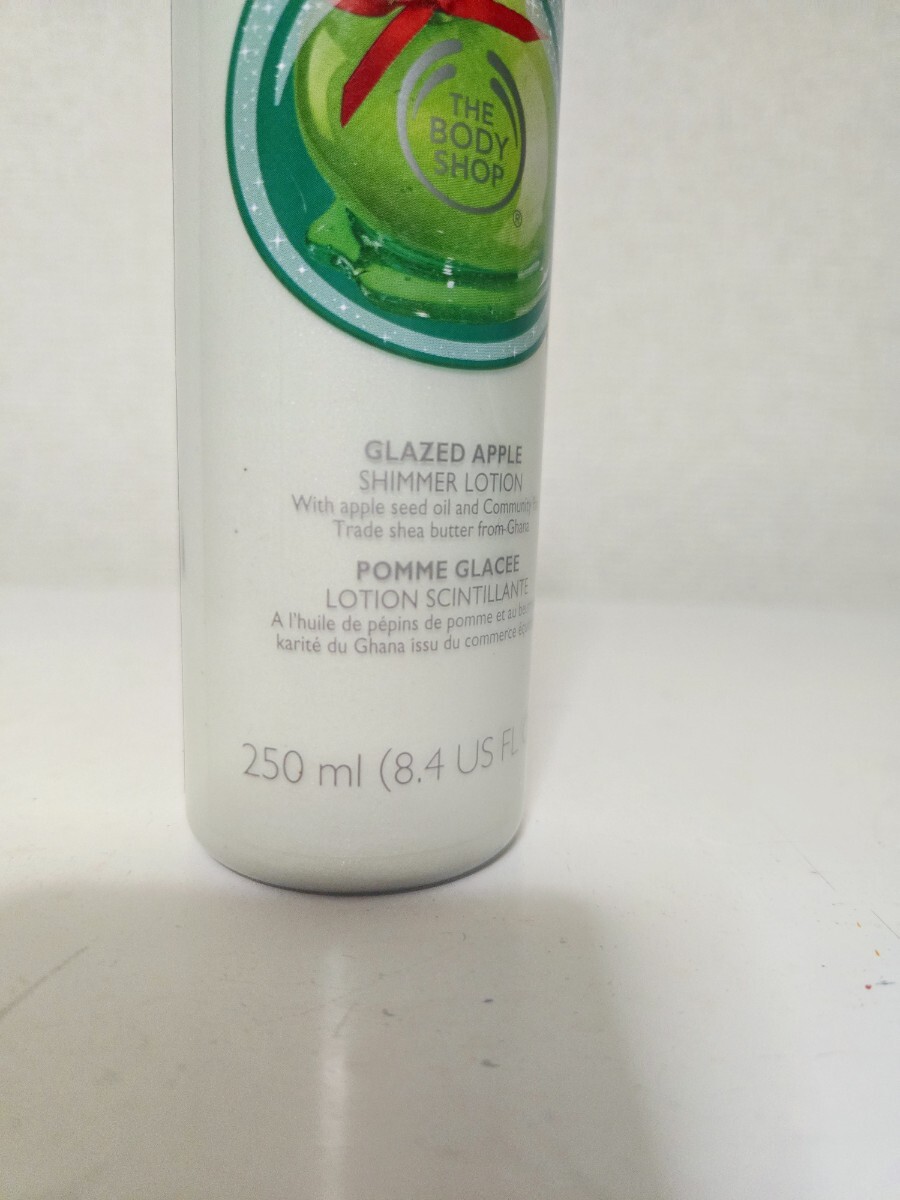 THE
BODY
SHOP
®
GLAZED APPLE
SHIMMER LOTION
With apple seed oil and Community
Trade shea butter from Ghana
POMME GLACEE
LOTION SCINTILLANTE
A l'huile de pépins de pomme et au
karité du Ghana issu du commerce
250 ml (8.4 US FL